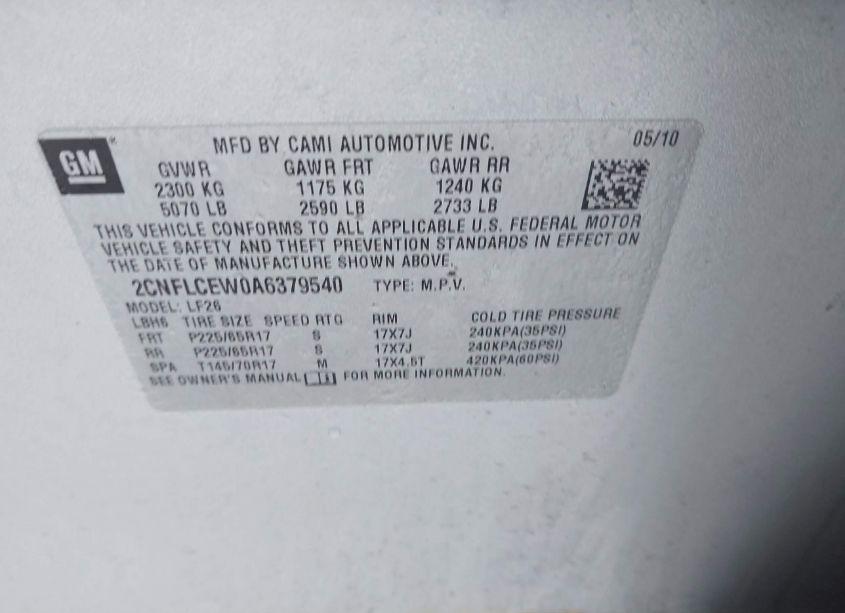 GM
MFD BY CAMI AUTOMOTIVE INC. 05/10
GVWR GAWR FRT GAWR RR
2300 KG 1175 KG 1240 KG
5070 LB 2590 LB 2733 LB
THIS VEHICLE CONFORMS TO ALL APPLICABLE U.S. FEDERAL MOTOR
VEHICLE SAFETY AND THEFT PREVENTION STANDARDS IN EFFECT ON
THE DATE OF MANUFACTURE SHOWN ABOVE.
2CNFLCEW0A6379540 TYPE: M.P.V.
MODEL: LF26
LBH6 TIRE SIZE SPEED RTG RIM COLD TIRE PRESSURE
FRT P225/65R17 S 17X7J 240KPA(35PSI)
RR P225/65R17 S 17X7J 240KPA(35PSI)
SPA T145/70R17 M 17X4.5T 420KPA(60PSI)
SEE OWNER'S MANUAL FOR MORE INFORMATION.